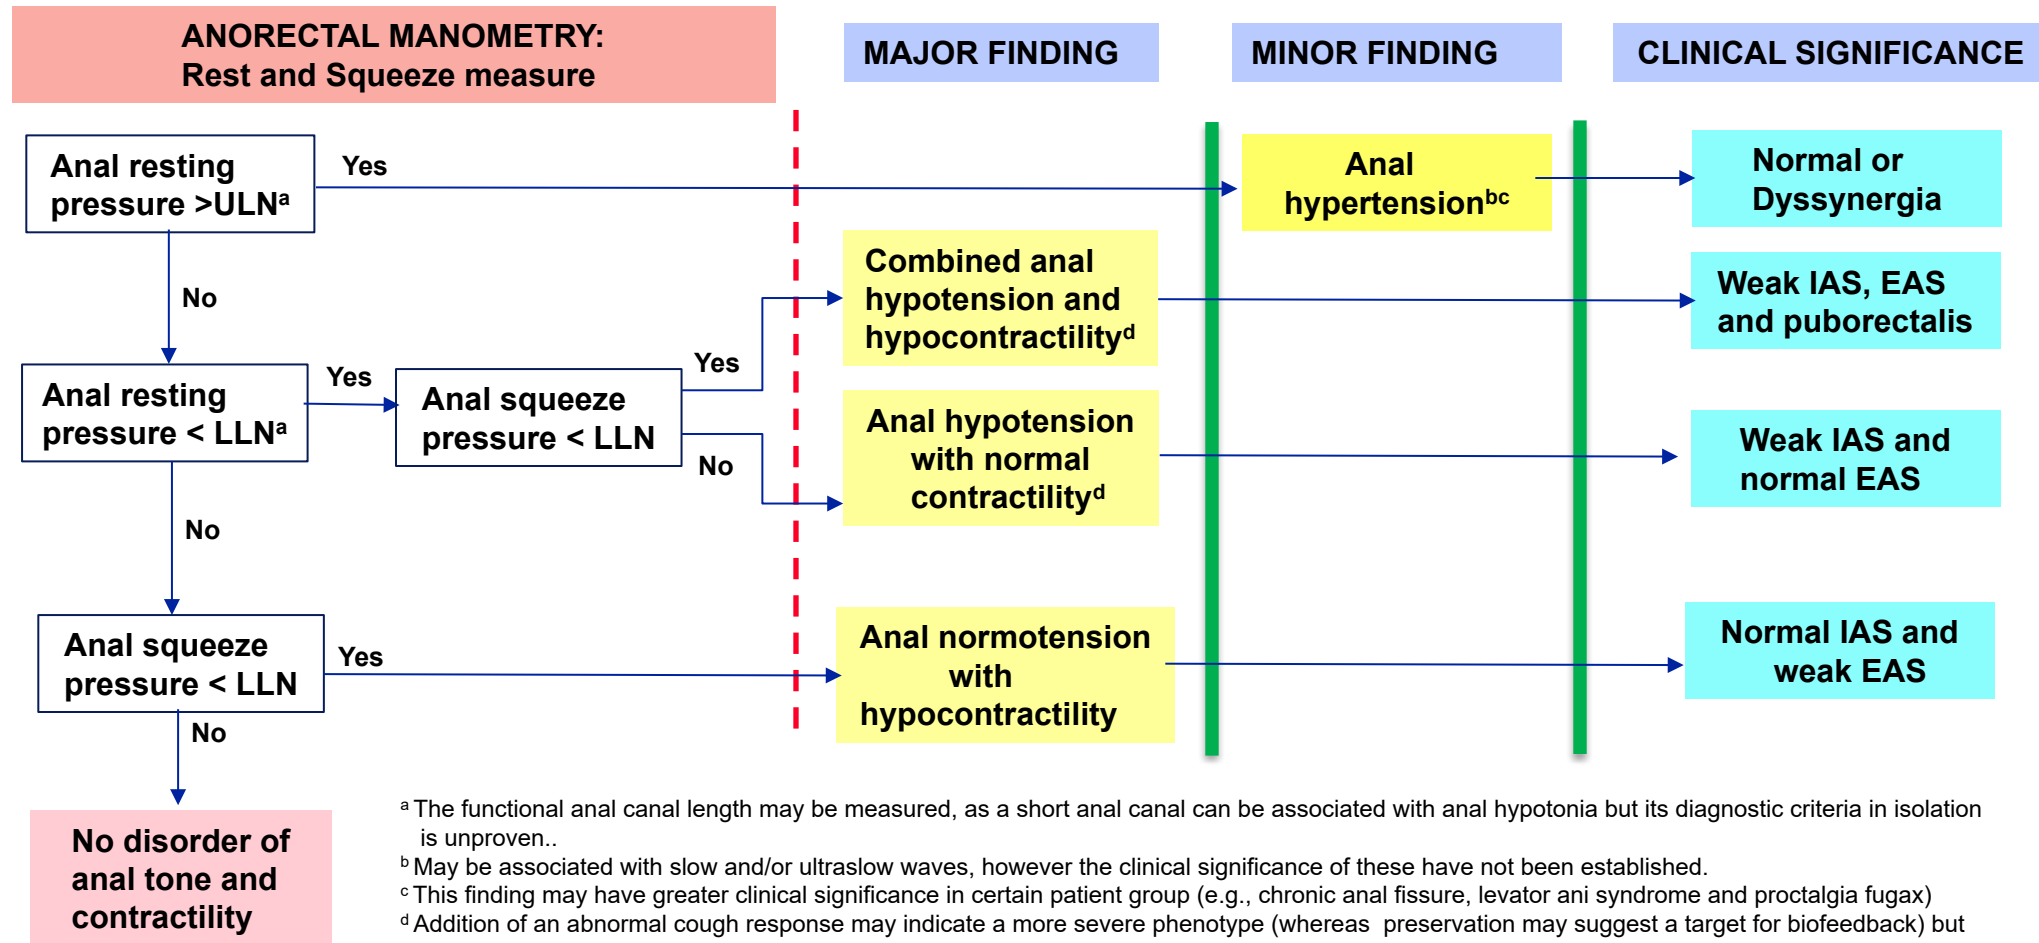 ANORECTAL MANOMETRY:
Rest and Squeeze measure
MAJOR FINDING
MINOR FINDING
CLINICAL SIGNIFICANCE
Anal resting
pressure >ULNᵃ
Yes
Anal
hypertensionᵇᶜ
Normal or
Dyssynergia
No
Combined anal
hypotension and
hypocontractilityᵈ
Weak IAS, EAS
and puborectalis
Anal resting
pressure < LLNᵃ
Yes
Anal squeeze
pressure < LLN
Yes
No
Anal hypotension
with normal
contractilityᵈ
Weak IAS and
normal EAS
No
Anal squeeze
pressure < LLN
Yes
Anal normotension
with
hypocontractility
Normal IAS and
weak EAS
No
No disorder of
anal tone and
contractility
ᵃ The functional anal canal length may be measured, as a short anal canal can be associated with anal hypotonia but its diagnostic criteria in isolation
is unproven..
ᵇ May be associated with slow and/or ultraslow waves, however the clinical significance of these have not been established.
ᶜ This finding may have greater clinical significance in certain patient group (e.g., chronic anal fissure, levator ani syndrome and proctalgia fugax)
ᵈ Addition of an abnormal cough response may indicate a more severe phenotype (whereas preservation may suggest a target for biofeedback) but